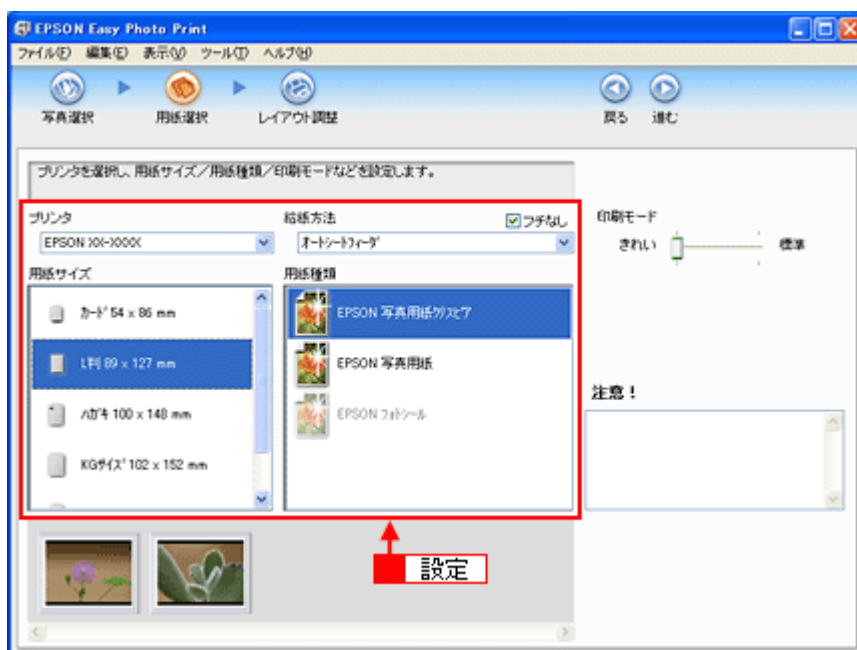 EPSON Easy Photo Print
ファイル(F) 編集(E) 表示(V) ツール(T) ヘルプ(H)
写真選択 用紙選択 レイアウト調整 戻る 進む
プリンタを選択し、用紙サイズ／用紙種類／印刷モードなどを設定します。
プリンタ 給紙方法 フチなし 印刷モード
EPSON XX-XXXX オートシートフィーダ きれい 標準
用紙サイズ 用紙種類
カード 54 x 86 mm EPSON 写真用紙クリスピア
L判 89 x 127 mm EPSON 写真用紙
注意！
ハガキ 100 x 148 mm EPSON フォトシール
KGサイズ 102 x 152 mm
設定